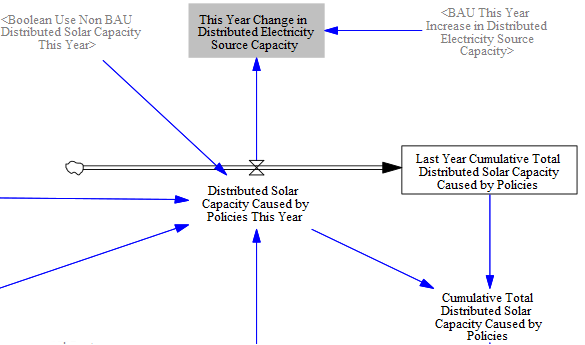 <Boolean Use Non BAU
Distributed Solar Capacity
This Year>
This Year Change in
Distributed Electricity
Source Capacity
<BAU This Year
Increase in Distributed
Electricity Source
Capacity>
Last Year Cumulative Total
Distributed Solar Capacity
Caused by Policies
Distributed Solar
Capacity Caused by
Policies This Year
Cumulative Total
Distributed Solar
Capacity Caused by
Policies